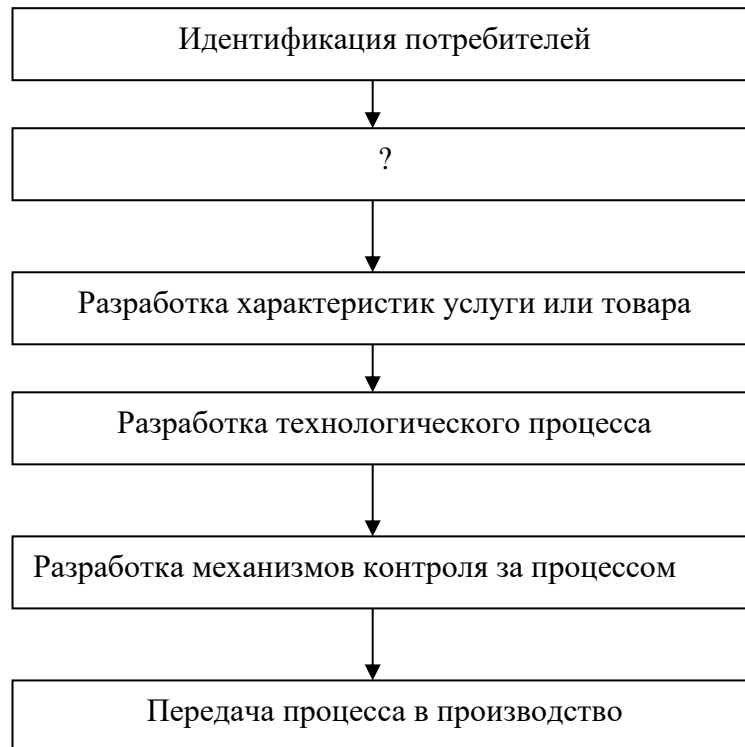 Идентификация потребителей
?
Разработка характеристик услуги или товара
Разработка технологического процесса
Разработка механизмов контроля за процессом
Передача процесса в производство